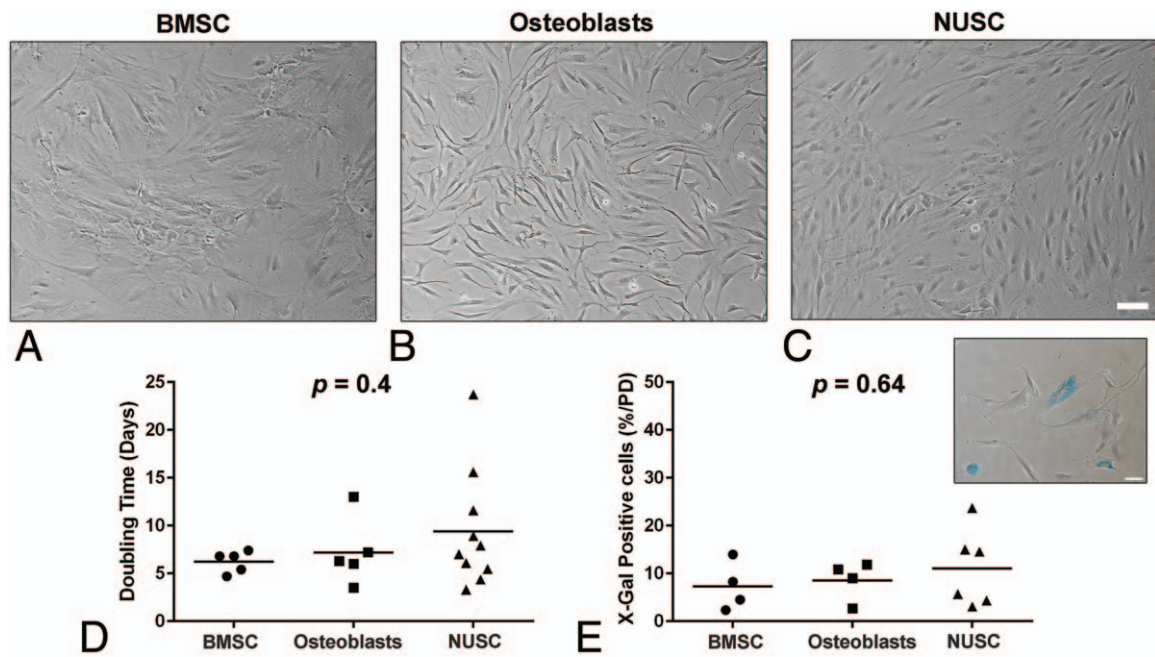 BMSC Osteoblasts NUSC
A B C
p = 0.4
Doubling Time (Days)
25
20
15
10
5
0
BMSC Osteoblasts NUSC
D
p = 0.64
X-Gal Positive cells (%/PD)
50
40
30
20
10
0
BMSC Osteoblasts NUSC
E